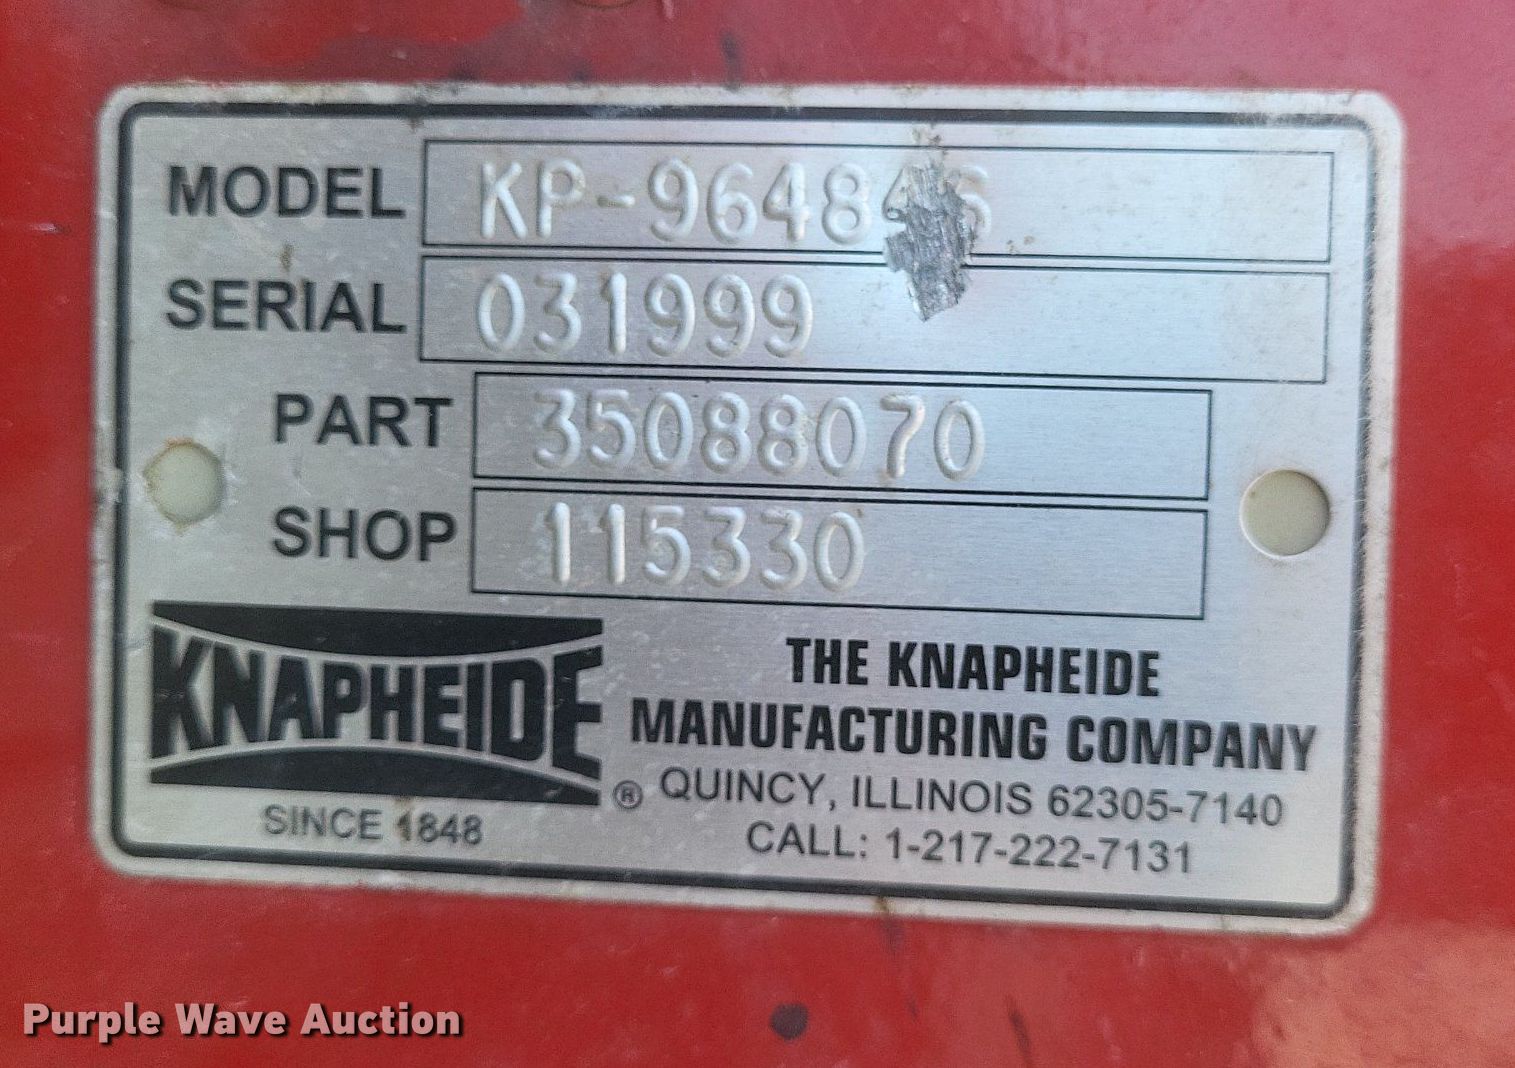 MODEL KP-9648
SERIAL 031999
PART 35088070
SHOP 115330
KNAPHEIDE ®
SINCE 1848
THE KNAPHEIDE
MANUFACTURING COMPANY
QUINCY, ILLINOIS 62305-7140
CALL: 1-217-222-7131
Purple Wave Auction